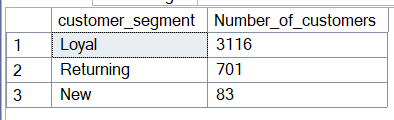 customer_segment Number_of_customers
1 Loyal 3116
2 Returning 701
3 New 83